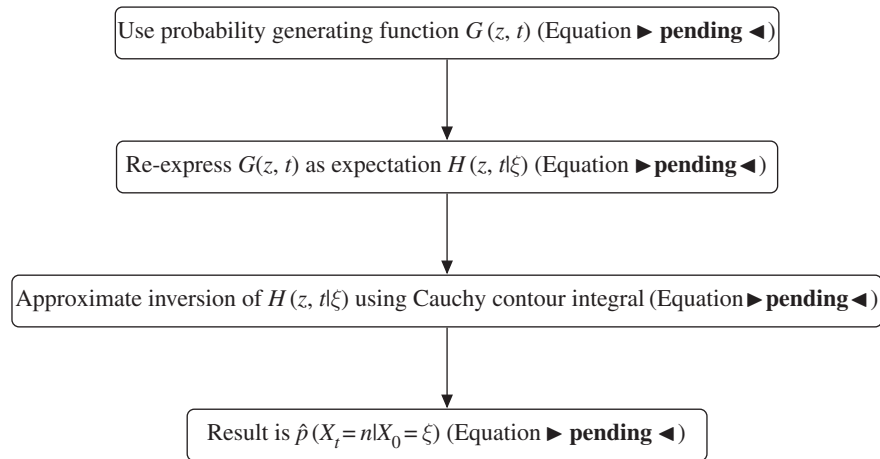 Use probability generating function G(z, t) (Equation ► pending ◄)
Re-express G(z, t) as expectation H(z, t|ξ) (Equation ► pending ◄)
Approximate inversion of H(z, t|ξ) using Cauchy contour integral (Equation ► pending ◄)
Result is p̂(X_t = n|X_0 = ξ) (Equation ► pending ◄)